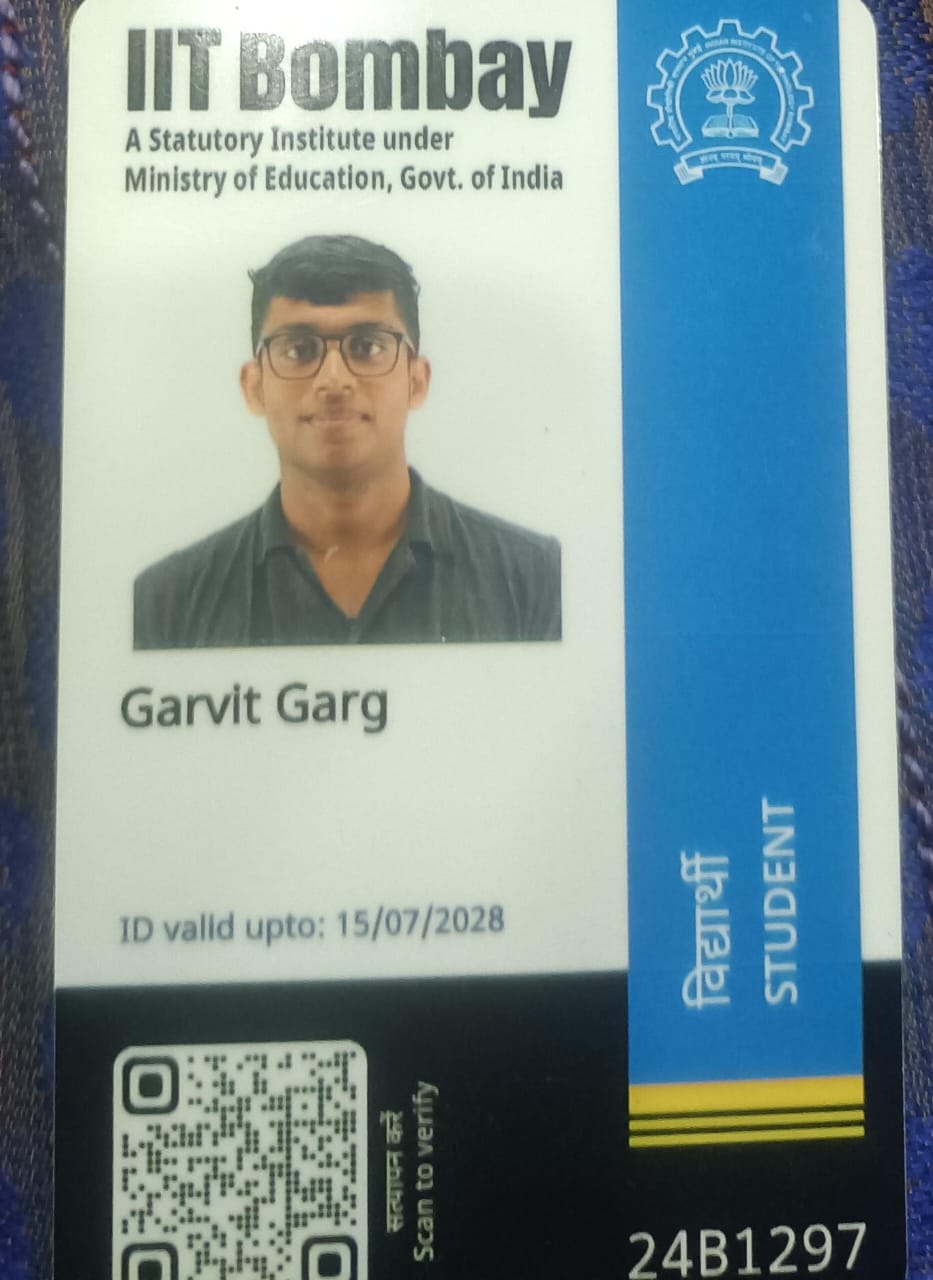 IIT Bombay
A Statutory Institute under
Ministry of Education, Govt. of India
Garvit Garg
ID valid upto: 15/07/2028
विद्यार्थी
STUDENT
सत्यापन करें
Scan to verify
24B1297